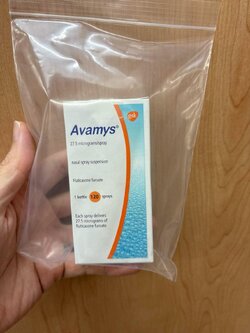 gsk
Avamys®
27.5 micrograms/spray
nasal spray suspension
Fluticasone furoate
1 bottle 120 sprays
Each spray delivers
27.5 micrograms of
fluticasone furoate